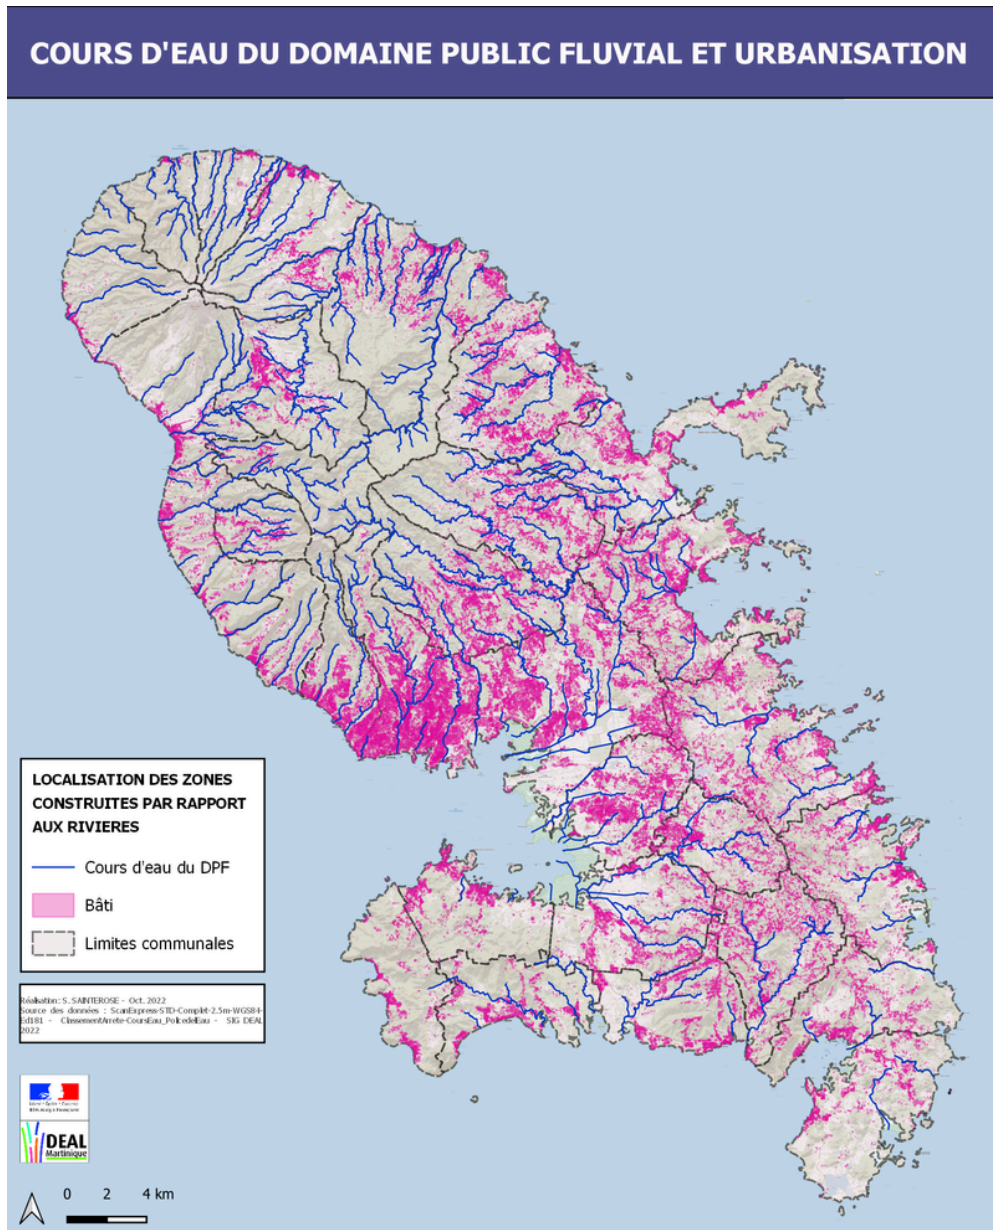 COURS D'EAU DU DOMAINE PUBLIC FLUVIAL ET URBANISATION
LOCALISATION DES ZONES
CONSTRUITES PAR RAPPORT
AUX RIVIERES
Cours d'eau du DPF
Bâti
Limites communales
Réalisation: S. SAINTEROSE - Oct. 2022
Source des données : ScanExpress-STD-Complet-2.5m-WGS84-
Ed181 - ClassementArrete-CoursEau_PolicedelEau - SIG DEAL
2022
DEAL
Martinique
0 2 4 km